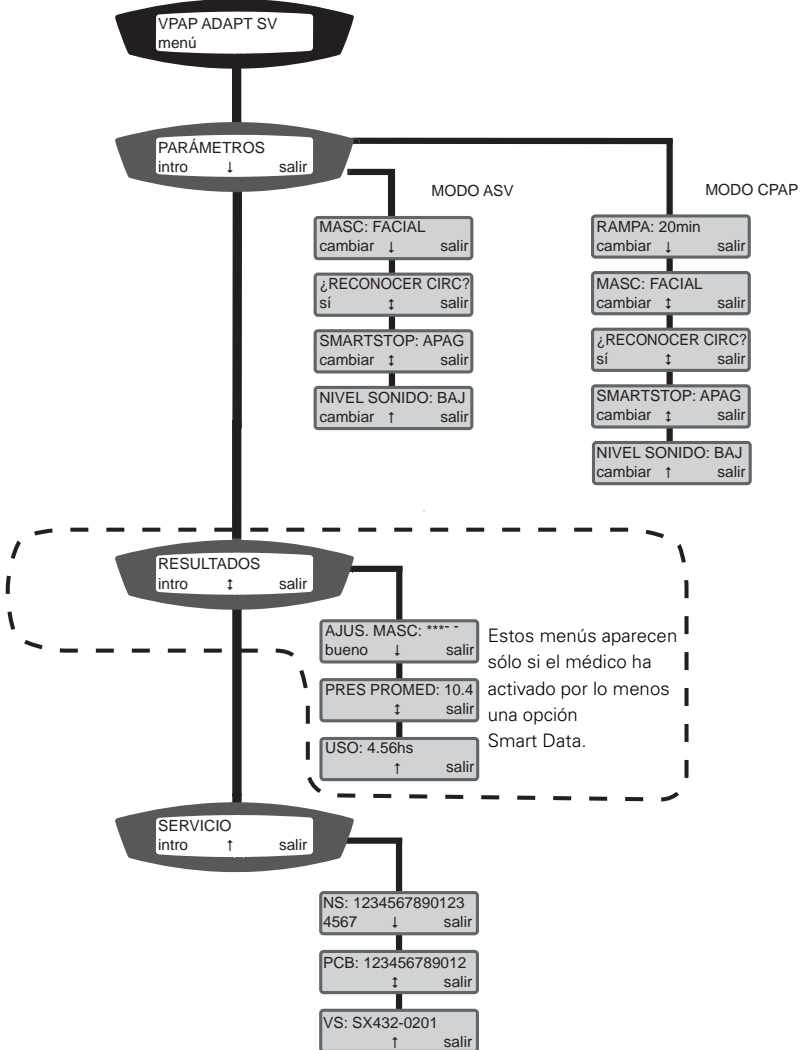 VPAP ADAPT SV
menú
PARÁMETROS
intro ↓ salir
MODO ASV
MASC: FACIAL
cambiar ↓ salir
¿RECONOCER CIRC?
sí ↕ salir
SMARTSTOP: APAG
cambiar ↕ salir
NIVEL SONIDO: BAJ
cambiar ↑ salir
MODO CPAP
RAMPA: 20min
cambiar ↓ salir
MASC: FACIAL
cambiar ↕ salir
¿RECONOCER CIRC?
sí ↕ salir
SMARTSTOP: APAG
cambiar ↕ salir
NIVEL SONIDO: BAJ
cambiar ↑ salir
RESULTADOS
intro ↕ salir
AJUS. MASC: ***--
bueno ↓ salir
PRES PROMED: 10.4
↕ salir
USO: 4.56hs
↑ salir
Estos menús aparecen
sólo si el médico ha
activado por lo menos
una opción
Smart Data.
SERVICIO
intro ↑ salir
NS: 1234567890123
4567 ↓ salir
PCB: 123456789012
↕ salir
VS: SX432-0201
↑ salir